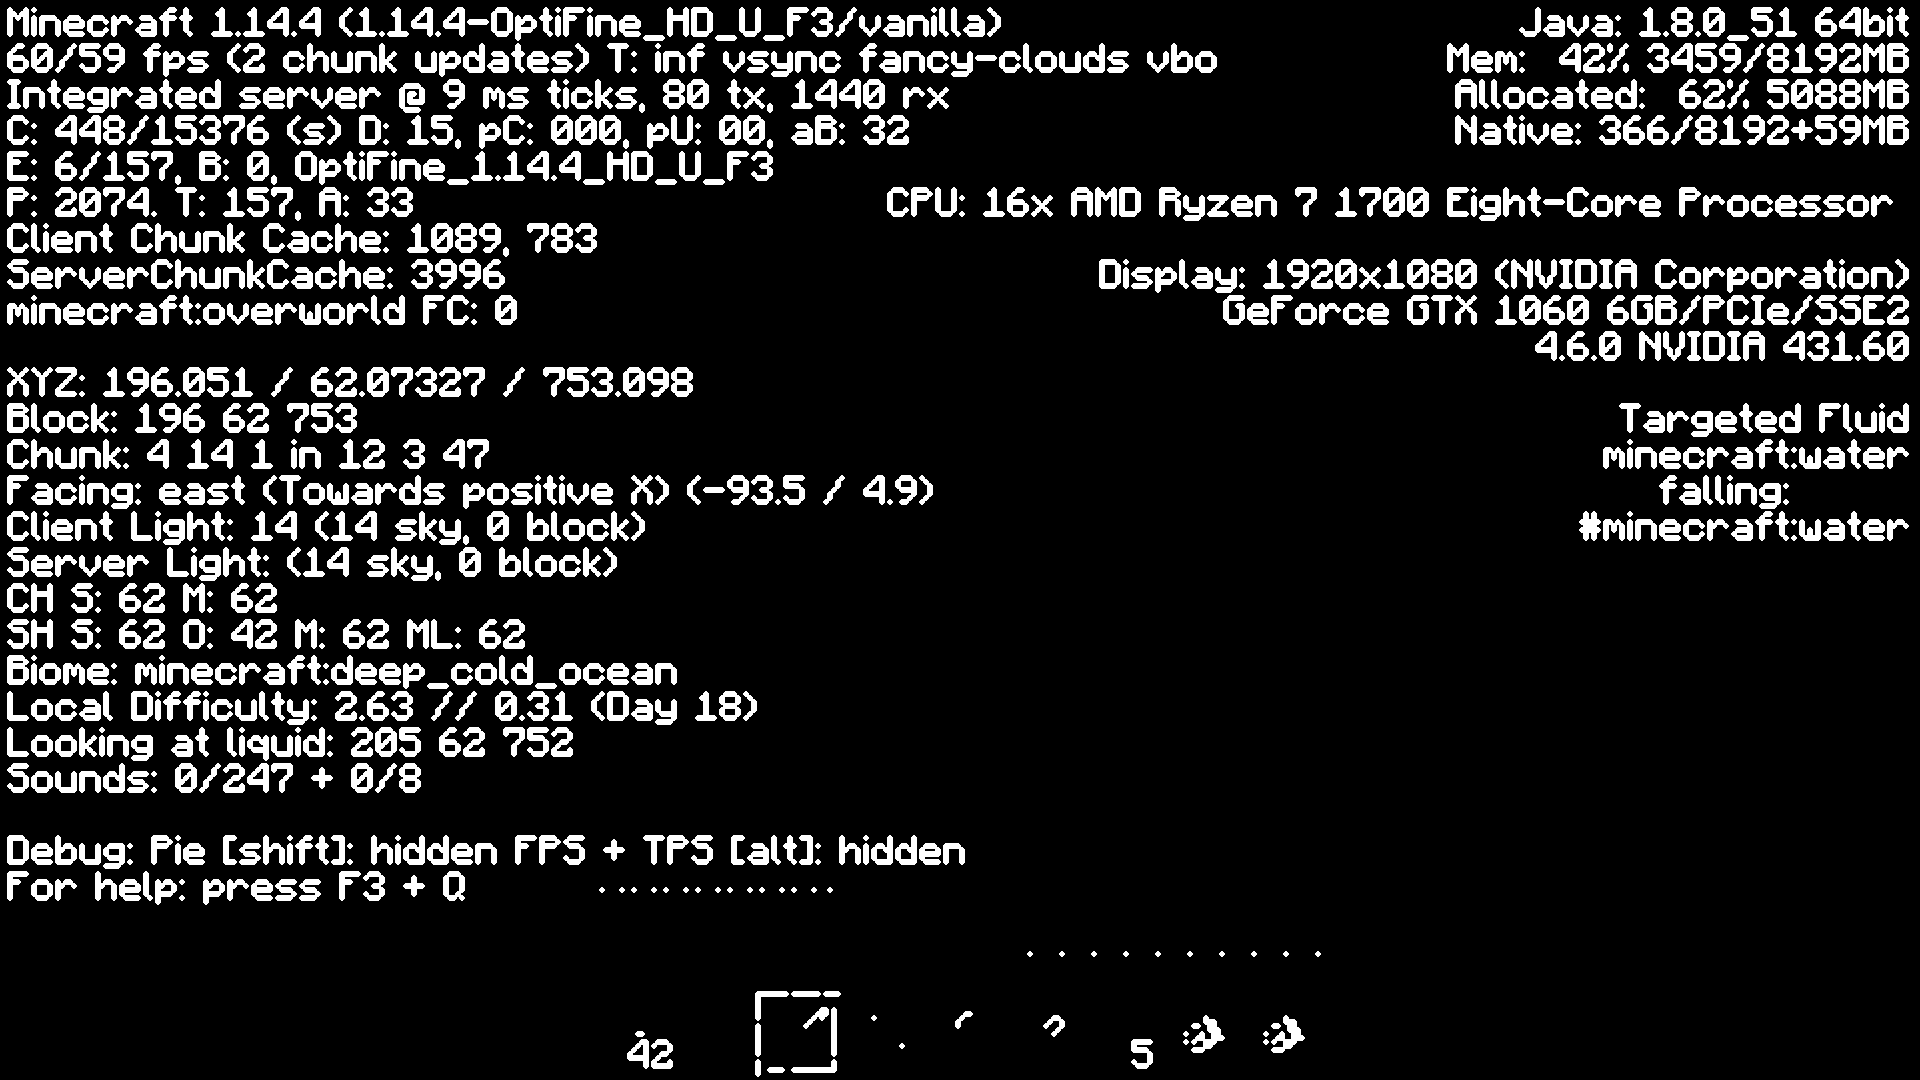 Minecraft 1.14.4 (1.14.4-OptiFine_HD_U_F3/vanilla)
60/59 fps (2 chunk updates) T: inf vsync fancy-clouds vbo
Integrated server @ 9 ms ticks, 80 tx, 1440 rx
C: 448/15376 (s) D: 15, pC: 000, pU: 00, aB: 32
E: 6/157, B: 0, OptiFine_1.14.4_HD_U_F3
P: 2074. T: 157, A: 33
Client Chunk Cache: 1089, 783
ServerChunkCache: 3996
minecraft:overworld FC: 0
XYZ: 196.051 / 62.07327 / 753.098
Block: 196 62 753
Chunk: 4 14 1 in 12 3 47
Facing: east (Towards positive X) (-93.5 / 4.9)
Client Light: 14 (14 sky, 0 block)
Server Light: (14 sky, 0 block)
CH S: 62 M: 62
SH S: 62 O: 42 M: 62 ML: 62
Biome: minecraft:deep_cold_ocean
Local Difficulty: 2.63 // 0.31 (Day 18)
Looking at liquid: 205 62 752
Sounds: 0/247 + 0/8
Debug: Pie [shift]: hidden FPS + TPS [alt]: hidden
For help: press F3 + Q
Java: 1.8.0_51 64bit
Mem: 42% 3459/8192MB
Allocated: 62% 5088MB
Native: 366/8192+59MB
CPU: 16x AMD Ryzen 7 1700 Eight-Core Processor
Display: 1920x1080 (NVIDIA Corporation)
GeForce GTX 1060 6GB/PCIe/SSE2
4.6.0 NVIDIA 431.60
Targeted Fluid
minecraft:water
falling:
#minecraft:water
42
5